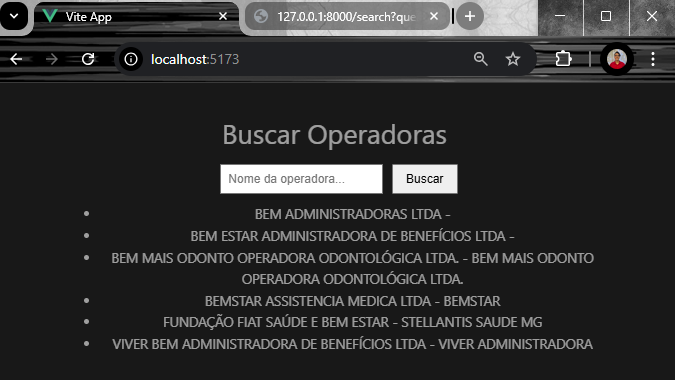 Vite App
127.0.0.1:8000/search?que
localhost:5173
Buscar Operadoras
Nome da operadora...
Buscar
BEM ADMINISTRADORAS LTDA -
BEM ESTAR ADMINISTRADORA DE BENEFÍCIOS LTDA -
BEM MAIS ODONTO OPERADORA ODONTOLÓGICA LTDA. - BEM MAIS ODONTO
OPERADORA ODONTOLÓGICA LTDA.
BEMSTAR ASSISTENCIA MEDICA LTDA - BEMSTAR
FUNDAÇÃO FIAT SAÚDE E BEM ESTAR - STELLANTIS SAUDE MG
VIVER BEM ADMINISTRADORA DE BENEFÍCIOS LTDA - VIVER ADMINISTRADORA